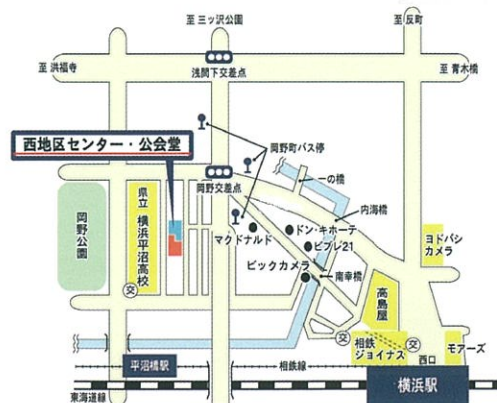 至 三ッ沢公園
至 反町
至 洪福寺
浅間下交差点
至 青木橋
西地区センター・公会堂
岡野町バス停
一の橋
岡野交差点
内海橋
岡野公園
県立 横浜平沼高校
マクドナルド
ドン・キホーテ
ビブレ21
ヨドバシ
カメラ
ビックカメラ
南幸橋
高島屋
交
交
交
相鉄
ジョイナス
西口
モアーズ
平沼橋駅
相鉄線
横浜駅
東海道線